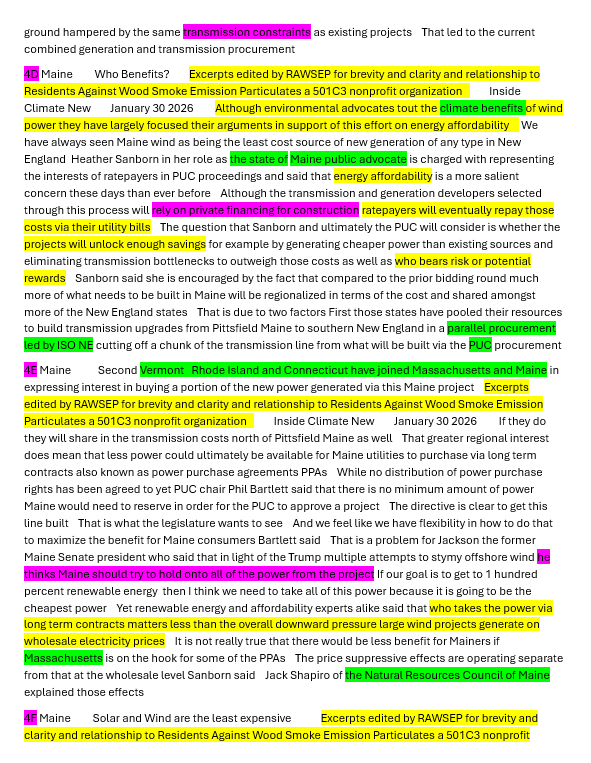 ground hampered by the same transmission constraints as existing projects   That led to the current
combined generation and transmission procurement
4D Maine      Who Benefits?      Excerpts edited by RAWSEP for brevity and clarity and relationship to
Residents Against Wood Smoke Emission Particulates a 501C3 nonprofit organization      Inside
Climate New      January 30 2026      Although environmental advocates tout the climate benefits of wind
power they have largely focused their arguments in support of this effort on energy affordability   We
have always seen Maine wind as being the least cost source of new generation of any type in New
England  Heather Sanborn in her role as the state of Maine public advocate is charged with representing
the interests of ratepayers in PUC proceedings and said that energy affordability is a more salient
concern these days than ever before   Although the transmission and generation developers selected
through this process will rely on private financing for construction ratepayers will eventually repay those
costs via their utility bills   The question that Sanborn and ultimately the PUC will consider is whether the
projects will unlock enough savings for example by generating cheaper power than existing sources and
eliminating transmission bottlenecks to outweigh those costs as well as who bears risk or potential
rewards   Sanborn said she is encouraged by the fact that compared to the prior bidding round much
more of what needs to be built in Maine will be regionalized in terms of the cost and shared amongst
more of the New England states   That is due to two factors First those states have pooled their resources
to build transmission upgrades from Pittsfield Maine to southern New England in a parallel procurement
led by ISO NE cutting off a chunk of the transmission line from what will be built via the PUC procurement
4E Maine      Second Vermont  Rhode Island and Connecticut have joined Massachusetts and Maine in
expressing interest in buying a portion of the new power generated via this Maine project   Excerpts
edited by RAWSEP for brevity and clarity and relationship to Residents Against Wood Smoke Emission
Particulates a 501C3 nonprofit organization      Inside Climate New      January 30 2026      If they do
they will share in the transmission costs north of Pittsfield Maine as well   That greater regional interest
does mean that less power could ultimately be available for Maine utilities to purchase via long term
contracts also known as power purchase agreements PPAs   While no distribution of power purchase
rights has been agreed to yet PUC chair Phil Bartlett said that there is no minimum amount of power
Maine would need to reserve in order for the PUC to approve a project   The directive is clear to get this
line built   That is what the legislature wants to see   And we feel like we have flexibility in how to do that
to maximize the benefit for Maine consumers Bartlett said   That is a problem for Jackson the former
Maine Senate president who said that in light of the Trump multiple attempts to stymy offshore wind he
thinks Maine should try to hold onto all of the power from the project If our goal is to get to 1 hundred
percent renewable energy  then I think we need to take all of this power because it is going to be the
cheapest power   Yet renewable energy and affordability experts alike said that who takes the power via
long term contracts matters less than the overall downward pressure large wind projects generate on
wholesale electricity prices   It is not really true that there would be less benefit for Mainers if
Massachusetts is on the hook for some of the PPAs   The price suppressive effects are operating separate
from that at the wholesale level Sanborn said   Jack Shapiro of the Natural Resources Council of Maine
explained those effects
4F Maine      Solar and Wind are the least expensive      Excerpts edited by RAWSEP for brevity and
clarity and relationship to Residents Against Wood Smoke Emission Particulates a 501C3 nonprofit